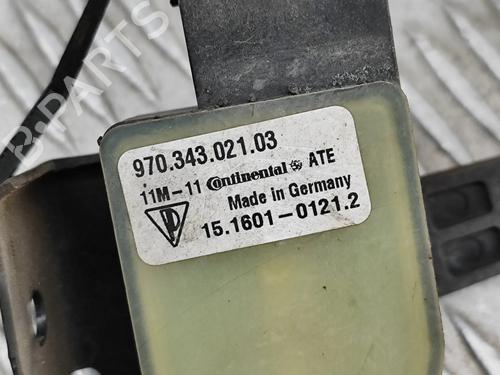 B-PARTS
970.343.021.03
11M-11 Continental ATE
Made in Germany
15.1601-0121.2